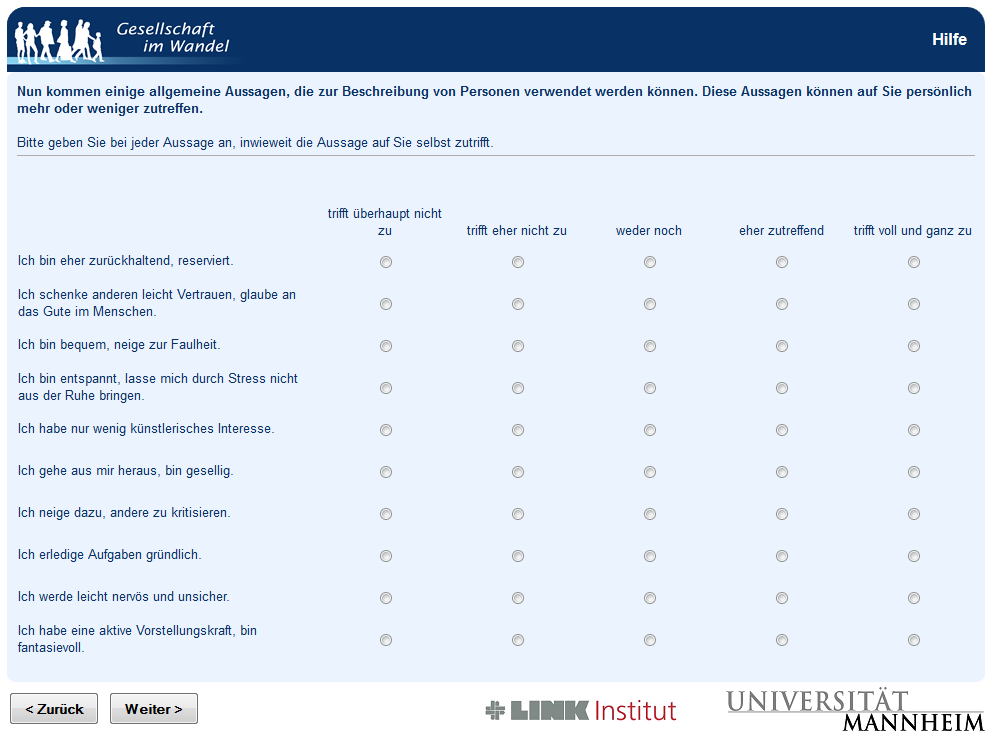 Gesellschaft
im Wandel
Hilfe
Nun kommen einige allgemeine Aussagen, die zur Beschreibung von Personen verwendet werden können. Diese Aussagen können auf Sie persönlich
mehr oder weniger zutreffen.
Bitte geben Sie bei jeder Aussage an, inwieweit die Aussage auf Sie selbst zutrifft.
trifft überhaupt nicht
zu
trifft eher nicht zu
weder noch
eher zutreffend
trifft voll und ganz zu
Ich bin eher zurückhaltend, reserviert.
Ich schenke anderen leicht Vertrauen, glaube an
das Gute im Menschen.
Ich bin bequem, neige zur Faulheit.
Ich bin entspannt, lasse mich durch Stress nicht
aus der Ruhe bringen.
Ich habe nur wenig künstlerisches Interesse.
Ich gehe aus mir heraus, bin gesellig.
Ich neige dazu, andere zu kritisieren.
Ich erledige Aufgaben gründlich.
Ich werde leicht nervös und unsicher.
Ich habe eine aktive Vorstellungskraft, bin
fantasievoll.
< Zurück
Weiter >
LINK Institut
UNIVERSITÄT
MANNHEIM